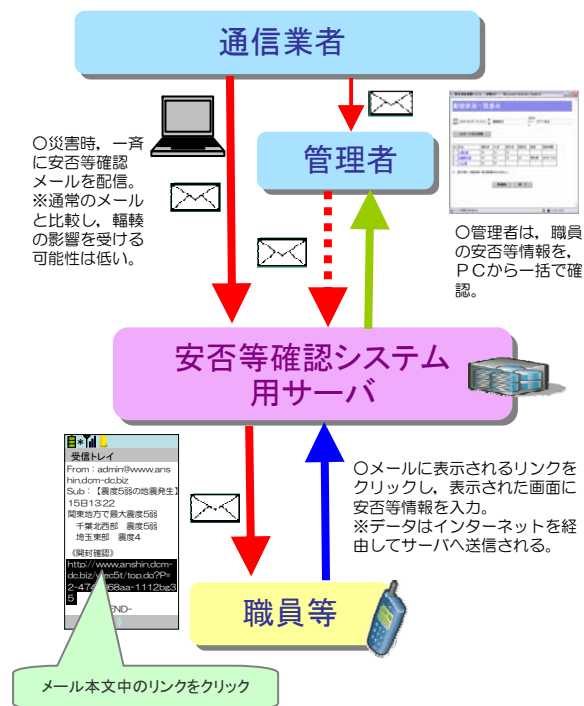 通信業者
○災害時，一斉
に安否等確認
メールを配信。
※通常のメール
と比較し，輻輳
の影響を受ける
可能性は低い。
管理者
○管理者は，職員
の安否等情報を，
ＰＣから一括で確
認。
安否等確認システム
用サーバ
受信トレイ
From：admin@www.ans
hin.dcm-dc.biz
Sub：【震度5弱の地震発生】
15日13:22
関東地方で最大震度5弱
千葉北西部 震度5弱
埼玉東部 震度4
《開封確認》
http://www.anshin.dcm-
○メールに表示されるリンクを
クリックし，表示された画面に
安否等情報を入力。
※データはインターネットを経
由してサーバへ送信される。
職員等
メール本文中のリンクをクリック